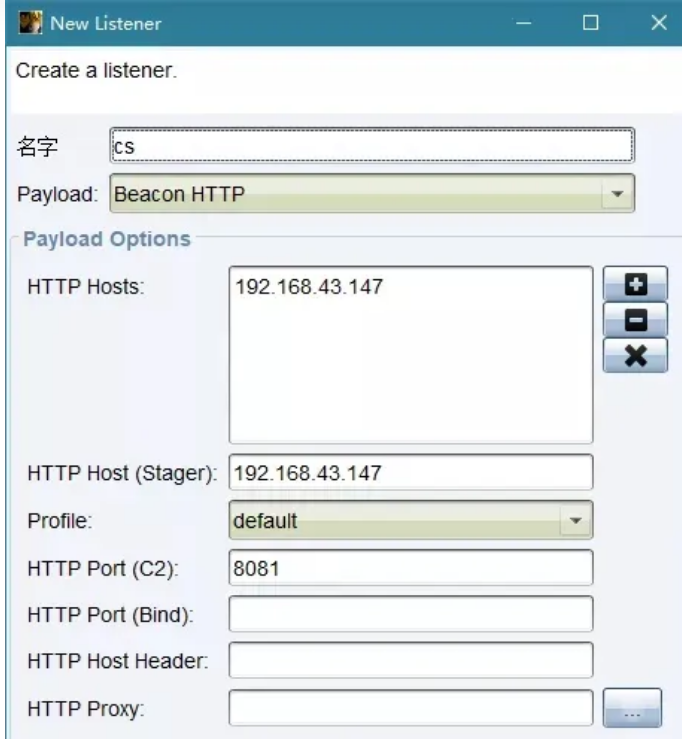 New Listener
Create a listener.
名字 cs
Payload: Beacon HTTP
Payload Options
HTTP Hosts: 192.168.43.147
HTTP Host (Stager): 192.168.43.147
Profile: default
HTTP Port (C2): 8081
HTTP Port (Bind):
HTTP Host Header:
HTTP Proxy: ...